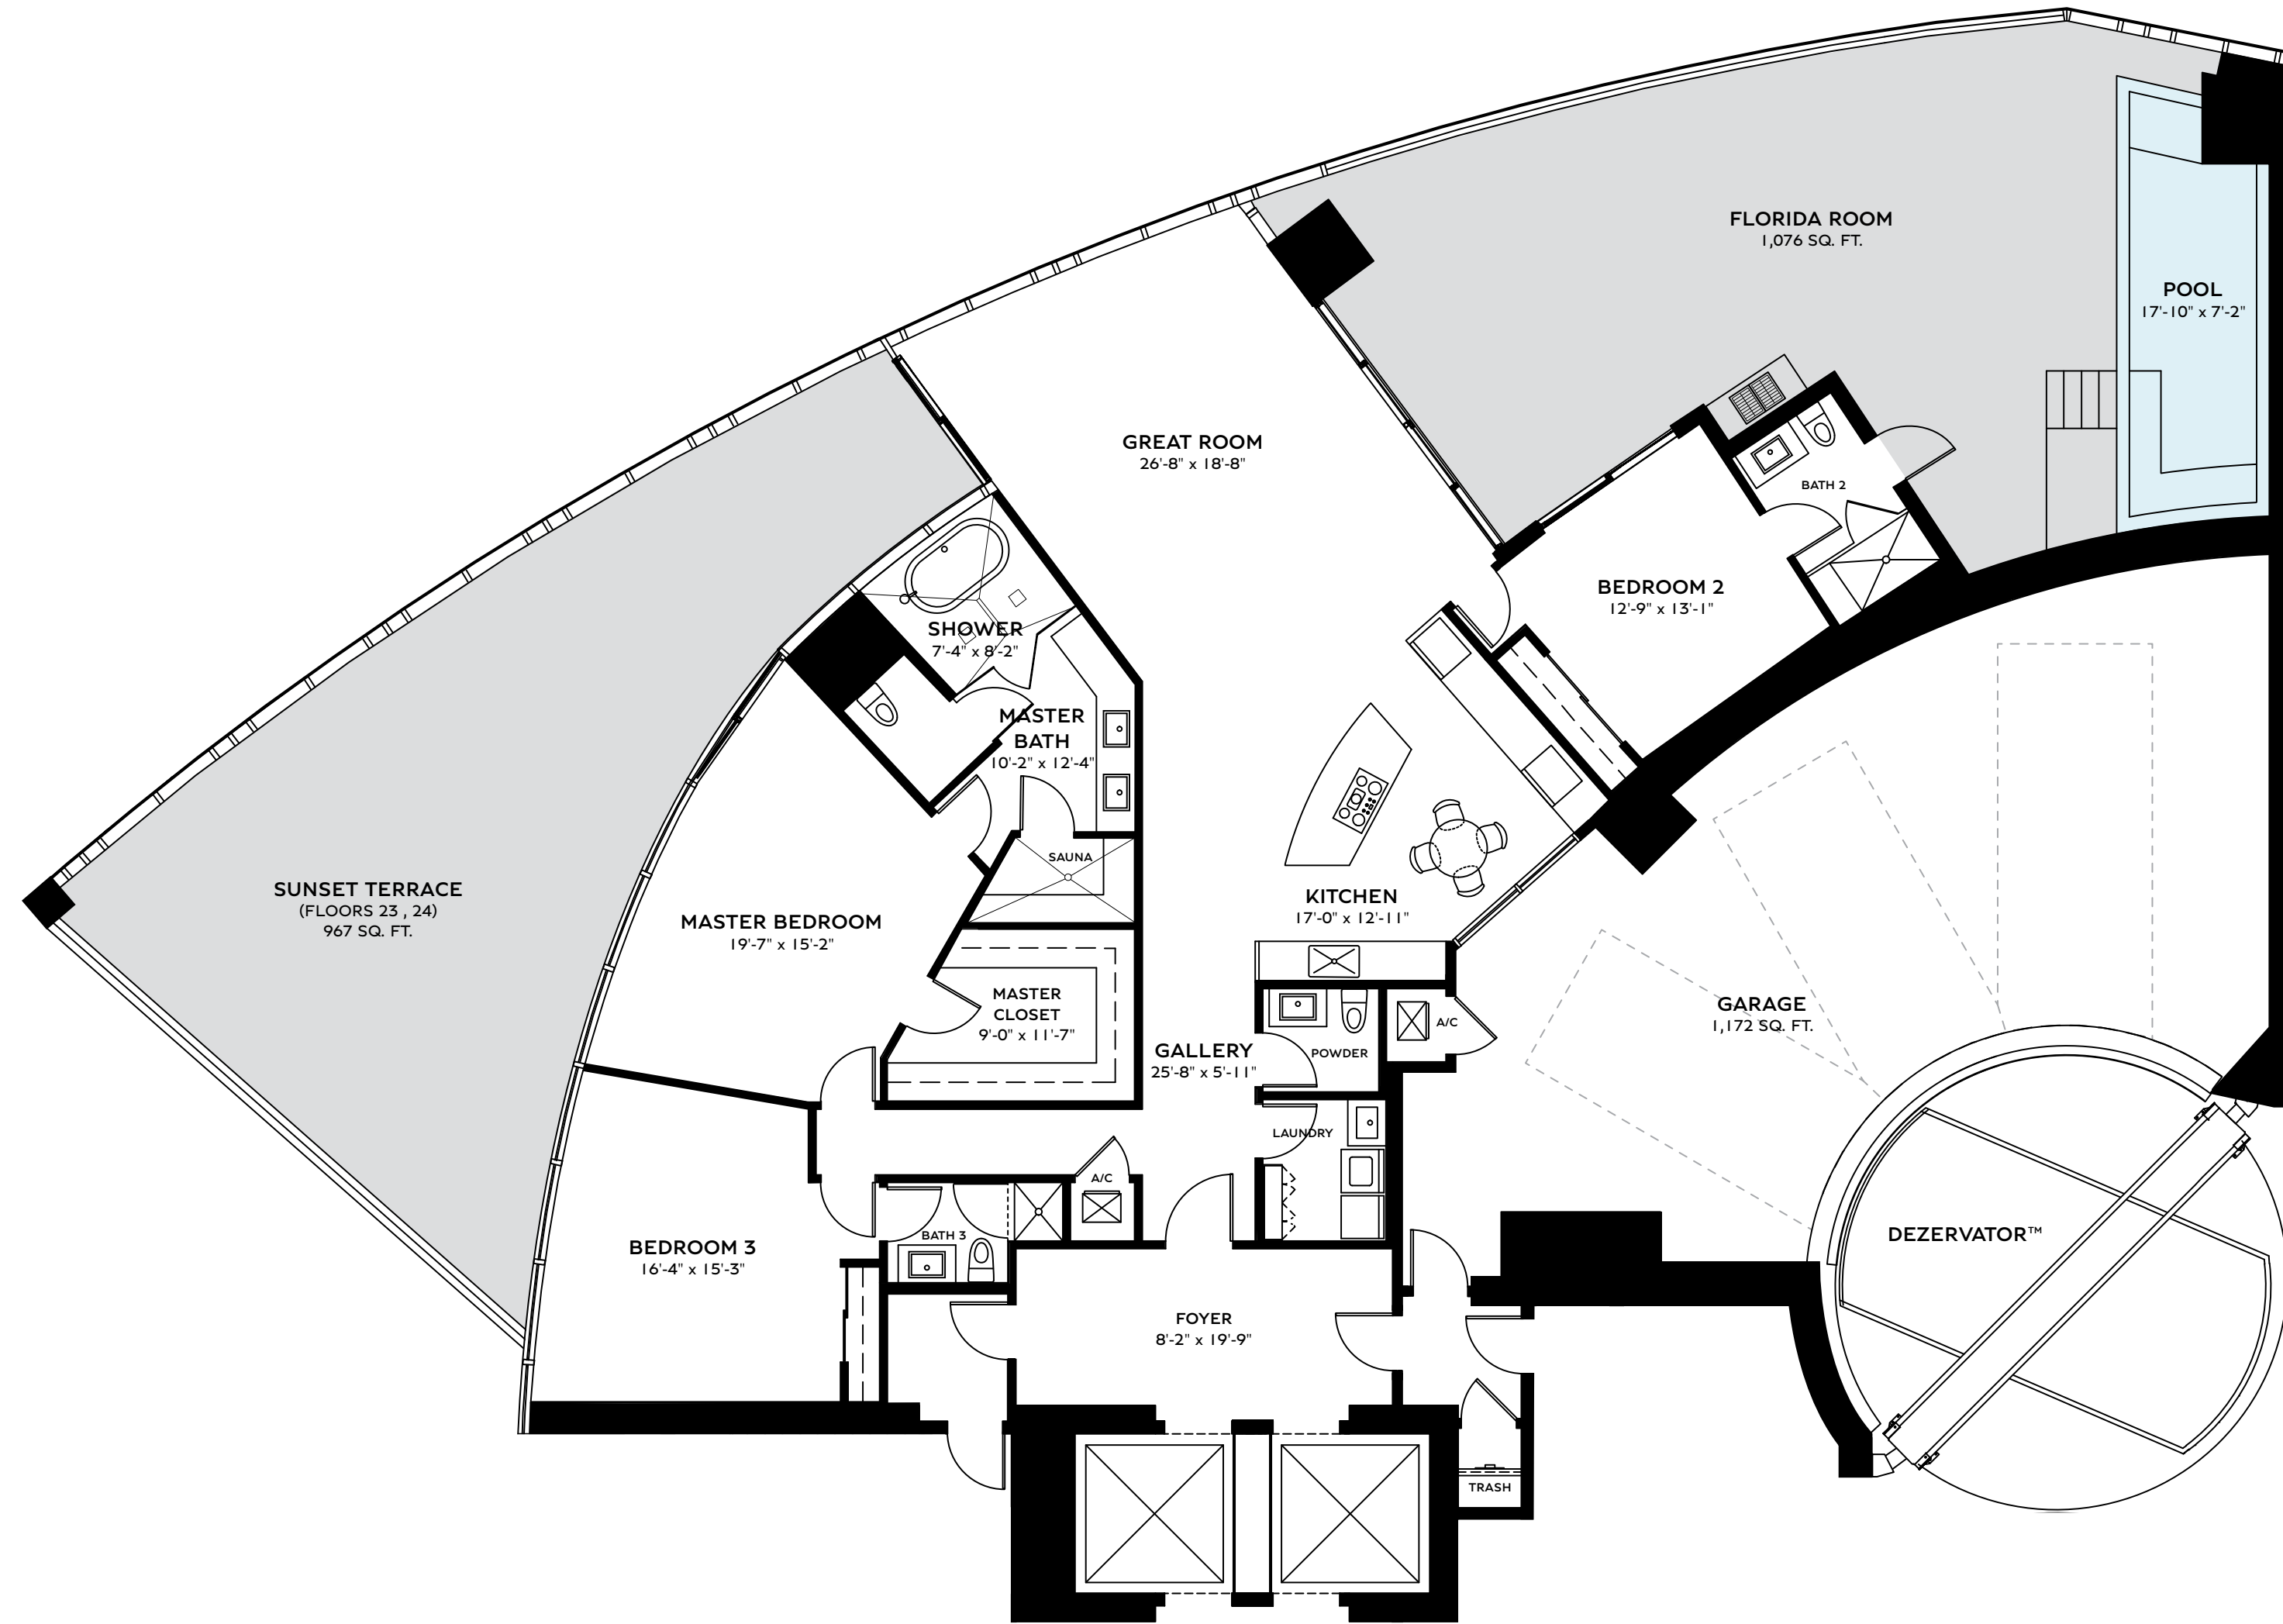 FLORIDA ROOM
1,076 SQ. FT.
POOL
17'-10" x 7'-2"
GREAT ROOM
26'-8" x 18'-8"
BATH 2
BEDROOM 2
12'-9" x 13'-1"
SHOWER
7'-4" x 8'-2"
MASTER
BATH
10'-2" x 12'-4"
SAUNA
SUNSET TERRACE
(FLOORS 23 , 24)
967 SQ. FT.
MASTER BEDROOM
19'-7" x 15'-2"
KITCHEN
17'-0" x 12'-11"
MASTER
CLOSET
9'-0" x 11'-7"
GALLERY
25'-8" x 5'-11"
POWDER
A/C
GARAGE
1,172 SQ. FT.
LAUNDRY
A/C
BATH 3
BEDROOM 3
16'-4" x 15'-3"
DEZERVATOR™
FOYER
8'-2" x 19'-9"
TRASH